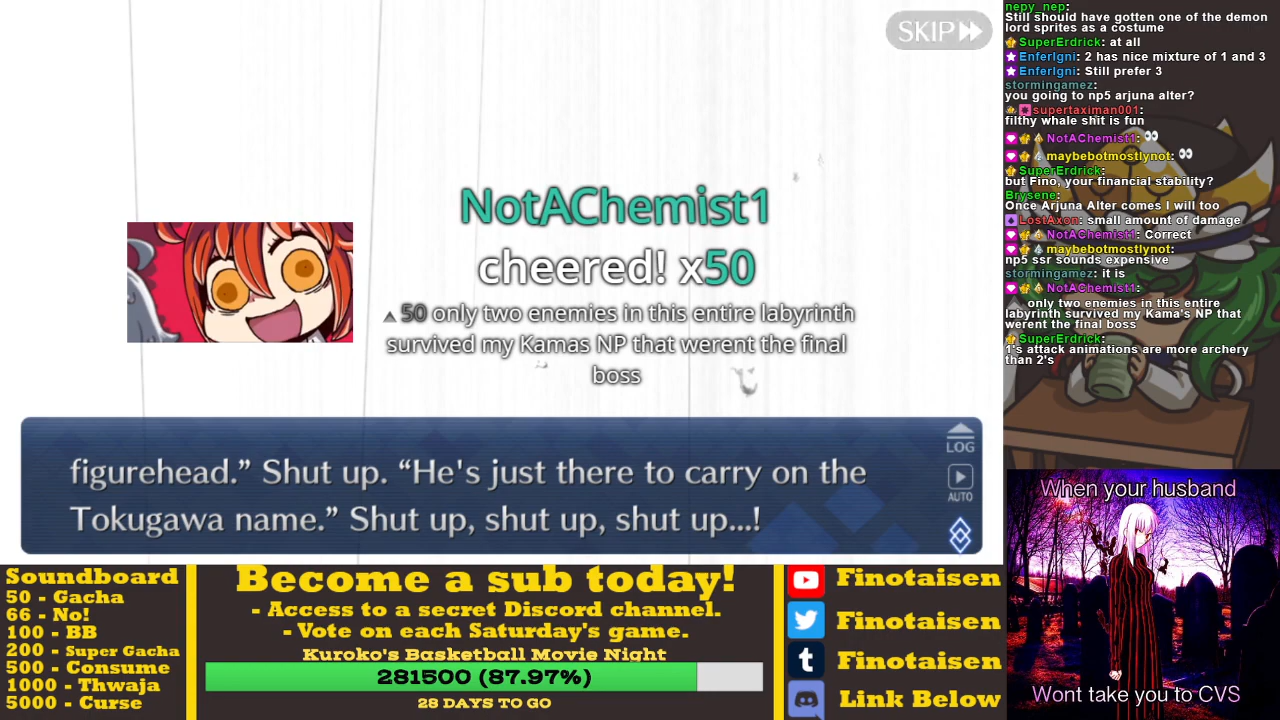 SKIP
NotAChemist1
cheered! x50
50 only two enemies in this entire labyrinth
survived my Kamas NP that werent the final
boss
figurehead.” Shut up. “He's just there to carry on the
Tokugawa name.” Shut up, shut up, shut up...!
LOG
AUTO
nepy_nep:
Still should have gotten one of the demon
lord sprites as a costume
SuperErdrick: at all
EnferIgni: 2 has nice mixture of 1 and 3
EnferIgni: Still prefer 3
stormingamez:
you going to np5 arjuna alter?
supertaximan001:
filthy whale shit is fun
NotAChemist1: 👀
maybebotmostlynot: 👀
SuperErdrick:
but Fino, your financial stability?
Brysene:
Once Arjuna Alter comes I will too
LostAxon: small amount of damage
NotAChemist1: Correct
maybebotmostlynot:
np5 ssr sounds expensive
stormingamez: it is
NotAChemist1:
only two enemies in this entire
labyrinth survived my Kama's NP that
werent the final boss
SuperErdrick:
1's attack animations are more archery
than 2's
When your husband
Wont take you to CVS
Soundboard
50 - Gacha
66 - No!
100 - BB
200 - Super Gacha
500 - Consume
1000 - Thwaja
5000 - Curse
Become a sub today!
- Access to a secret Discord channel.
- Vote on each Saturday's game.
Kuroko's Basketball Movie Night
281500 (87.97%)
28 DAYS TO GO
Finotaisen
Finotaisen
t Finotaisen
Link Below